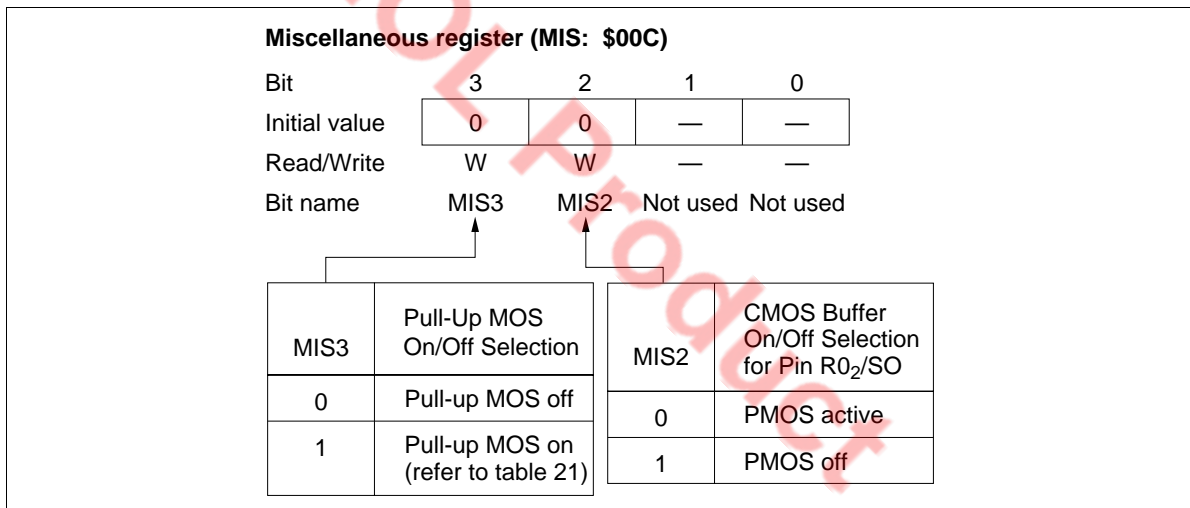 Miscellaneous register (MIS: $00C)
Bit 3 2 1 0
Initial value 0 0 — —
Read/Write W W — —
Bit name MIS3 MIS2 Not used Not used
MIS3 Pull-Up MOS
On/Off Selection
0 Pull-up MOS off
1 Pull-up MOS on
(refer to table 21)
MIS2 CMOS Buffer
On/Off Selection
for Pin R0₂/SO
0 PMOS active
1 PMOS off
OL Product